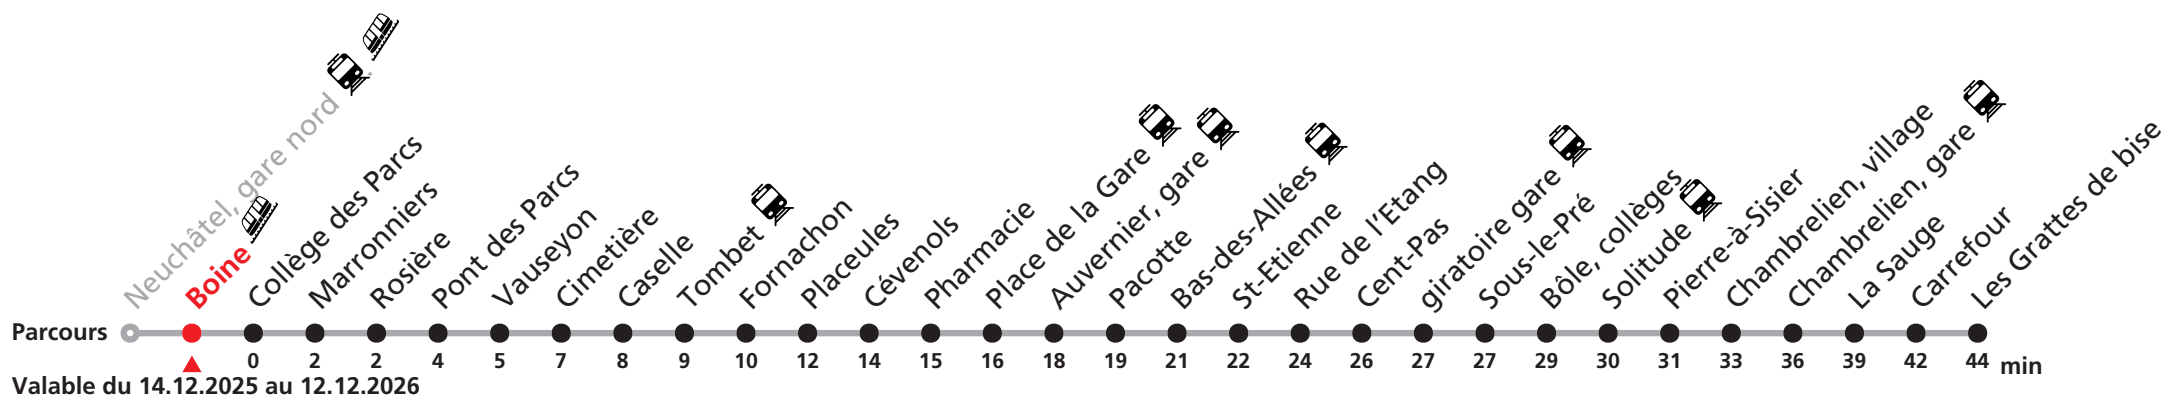 Neuchâtel, gare nord
Boine
Collège des Parcs
Marronniers
Rosière
Pont des Parcs
Vauseyon
Cimetière
Caselle
Tombet
Fornachon
Placeules
Cévenols
Pharmacie
Place de la Gare
Auvernier, gare
Pacotte
Bas-des-Allées
St-Etienne
Rue de l'Etang
Cent-Pas
giratoire gare
Sous-le-Pré
Bôle, collèges
Solitude
Pierre-à-Sisier
Chambrelien, village
Chambrelien, gare
La Sauge
Carrefour
Les Grattes de bise
Parcours
0 2 2 4 5 7 8 9 10 12 14 15 16 18 19 21 22 24 26 27 27 29 30 31 33 36 39 42 44 min
Valable du 14.12.2025 au 12.12.2026